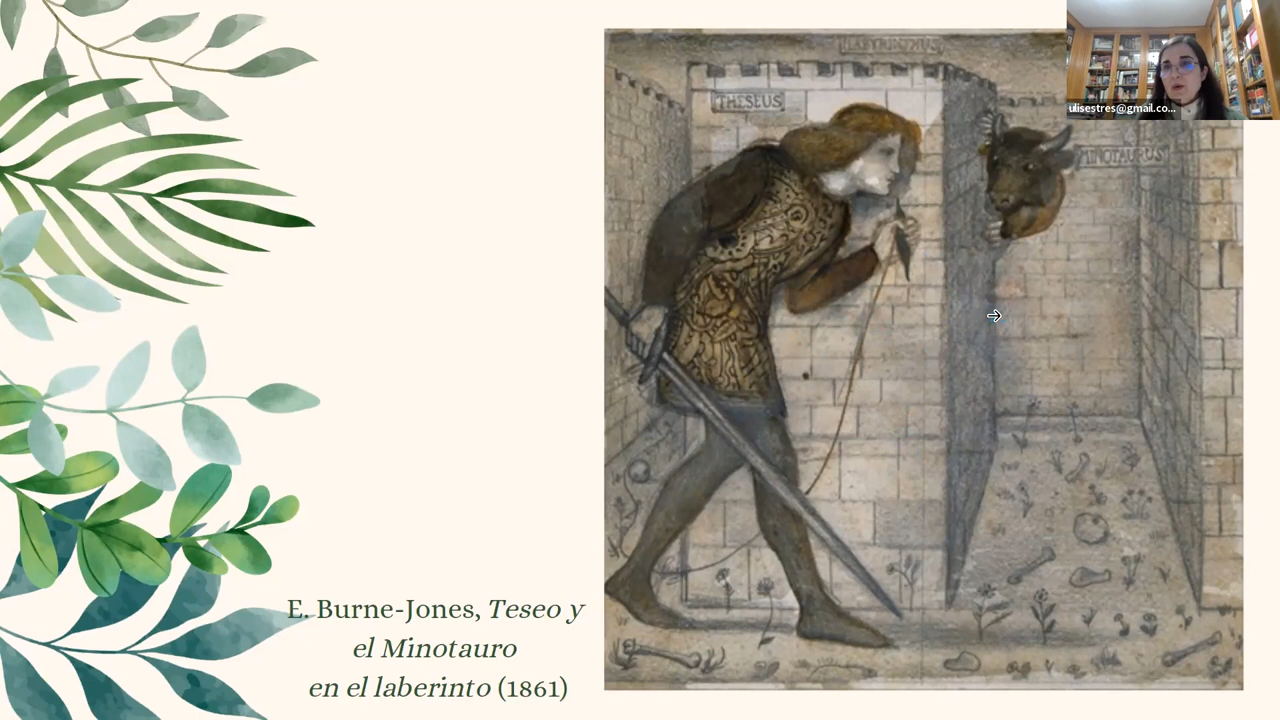 LABYRINTHUS
THESEUS
MINOTAURUS
ulisestres@gmail.co...
E. Burne-Jones, Teseo y
el Minotauro
en el laberinto (1861)